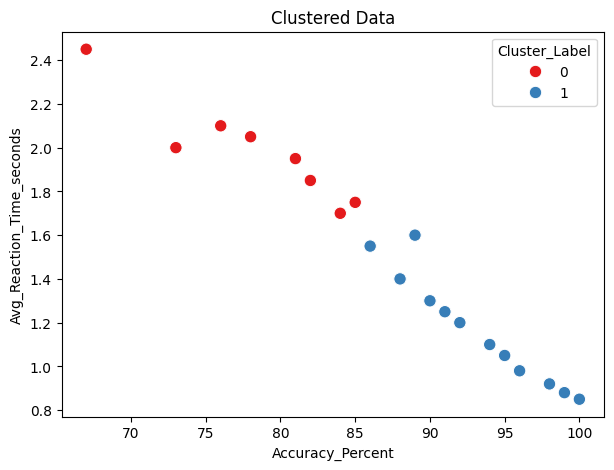 Clustered Data
Cluster_Label
0
1
Avg_Reaction_Time_seconds
2.4
2.2
2.0
1.8
1.6
1.4
1.2
1.0
0.8
70 75 80 85 90 95 100
Accuracy_Percent